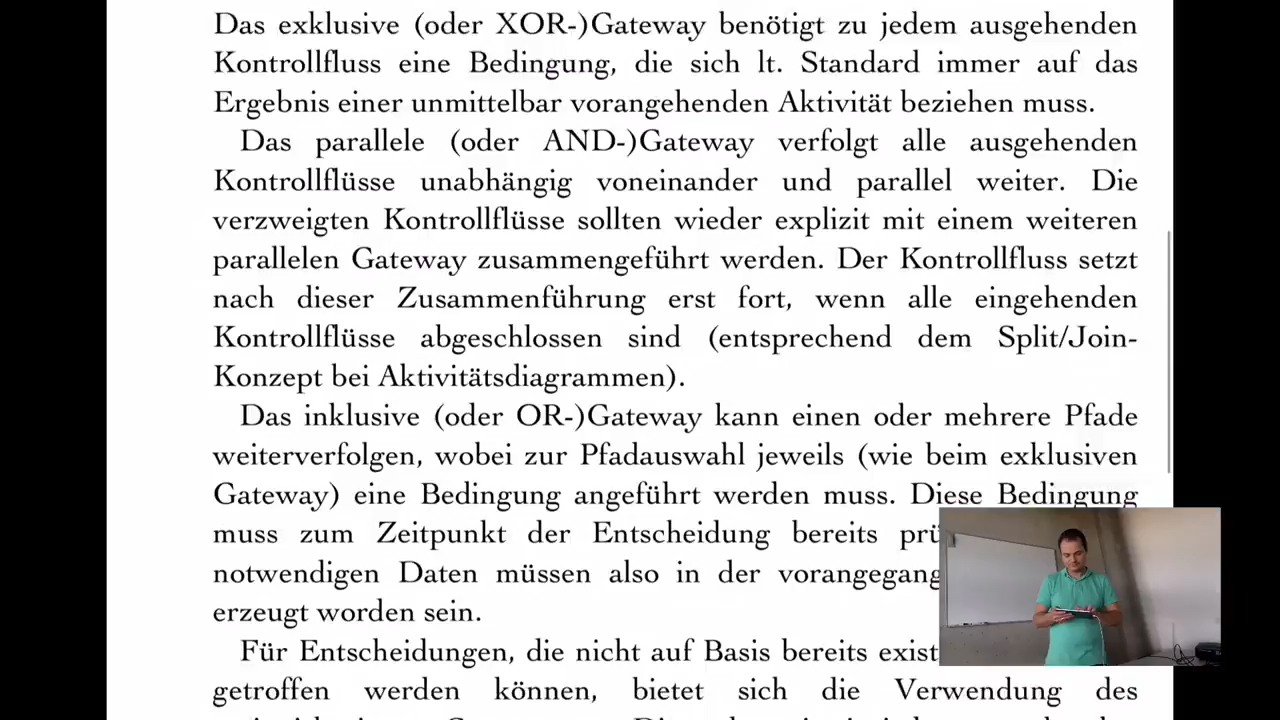 Das exklusive (oder XOR-)Gateway benötigt zu jedem ausgehenden
Kontrollfluss eine Bedingung, die sich lt. Standard immer auf das
Ergebnis einer unmittelbar vorangehenden Aktivität beziehen muss.
Das parallele (oder AND-)Gateway verfolgt alle ausgehenden
Kontrollflüsse unabhängig voneinander und parallel weiter. Die
verzweigten Kontrollflüsse sollten wieder explizit mit einem weiteren
parallelen Gateway zusammengeführt werden. Der Kontrollfluss setzt
nach dieser Zusammenführung erst fort, wenn alle eingehenden
Kontrollflüsse abgeschlossen sind (entsprechend dem Split/Join-
Konzept bei Aktivitätsdiagrammen).
Das inklusive (oder OR-)Gateway kann einen oder mehrere Pfade
weiterverfolgen, wobei zur Pfadauswahl jeweils (wie beim exklusiven
Gateway) eine Bedingung angeführt werden muss. Diese Bedingung
muss zum Zeitpunkt der Entscheidung bereits
notwendigen Daten müssen also in der
erzeugt worden sein.
Für Entscheidungen, die nicht auf Basis bereits
getroffen werden können, bietet sich die Verwendung des